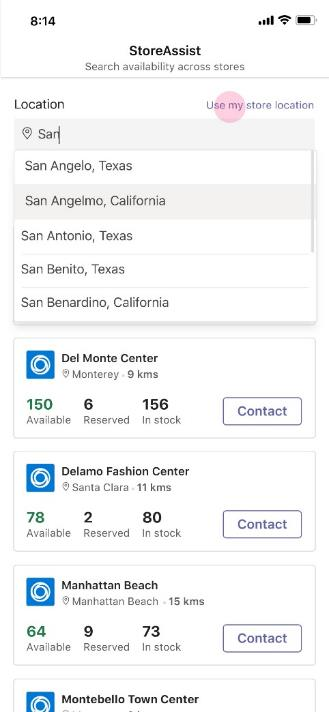 8:14
StoreAssist
Search availability across stores
Location
Use my store location
San
San Angelo, Texas
San Angelmo, California
San Antonio, Texas
San Benito, Texas
San Benardino, California
Del Monte Center
Monterey - 9 kms
150 6 156
Available Reserved In stock
Contact
Delamo Fashion Center
Santa Clara - 11 kms
78 2 80
Available Reserved In stock
Contact
Manhattan Beach
Manhattan Beach - 15 kms
64 9 73
Available Reserved In stock
Contact
Montebello Town Center